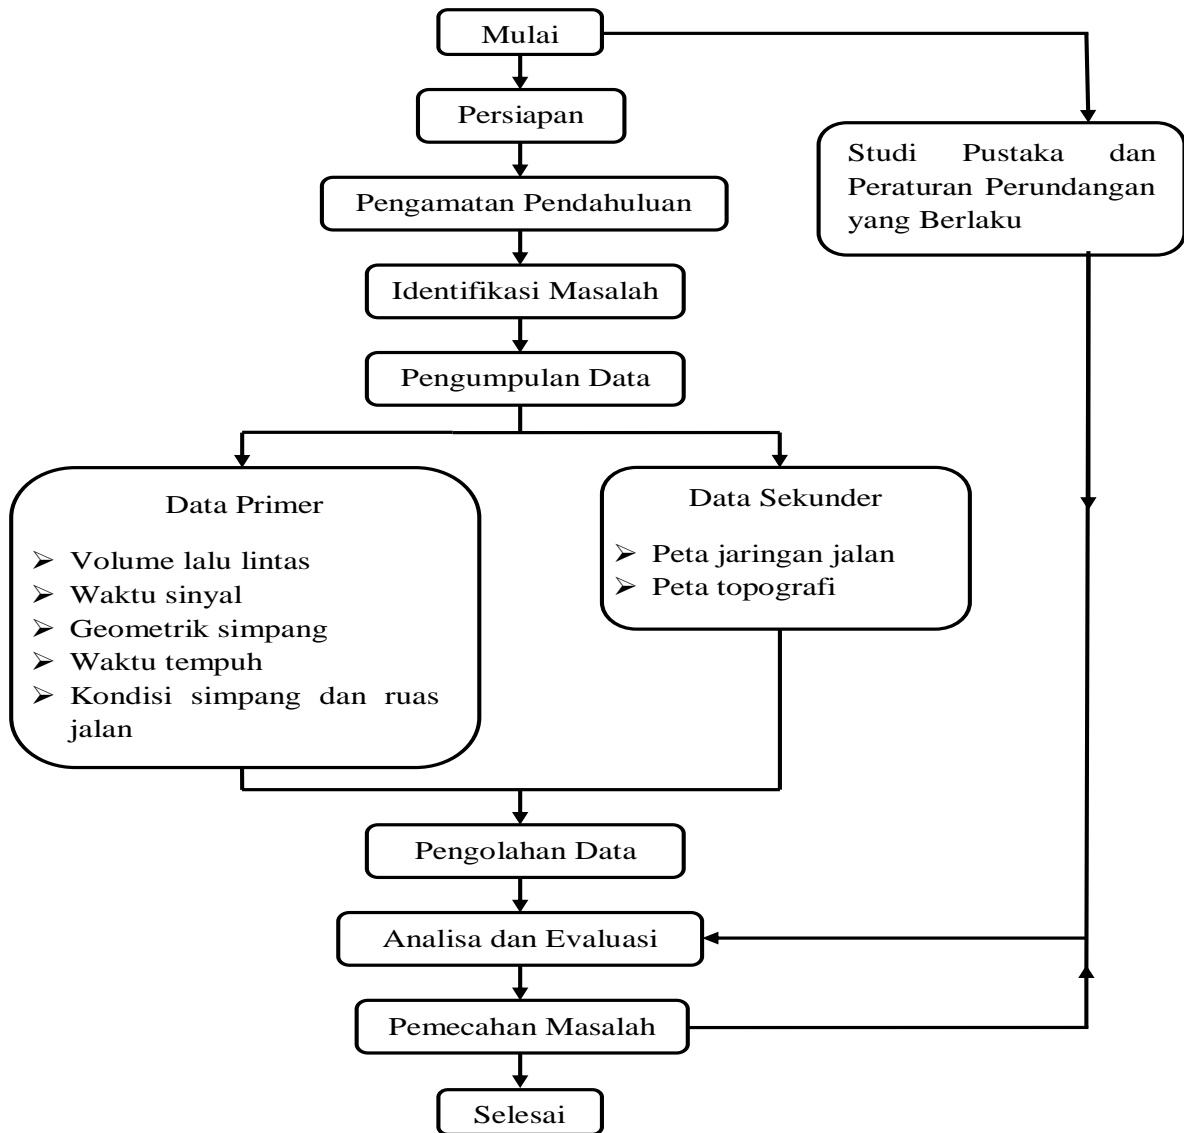 Mulai
Persiapan
Studi Pustaka dan
Peraturan Perundangan
yang Berlaku
Pengamatan Pendahuluan
Identifikasi Masalah
Pengumpulan Data
Data Primer
➢ Volume lalu lintas
➢ Waktu sinyal
➢ Geometrik simpang
➢ Waktu tempuh
➢ Kondisi simpang dan ruas
jalan
Data Sekunder
➢ Peta jaringan jalan
➢ Peta topografi
Pengolahan Data
Analisa dan Evaluasi
Pemecahan Masalah
Selesai